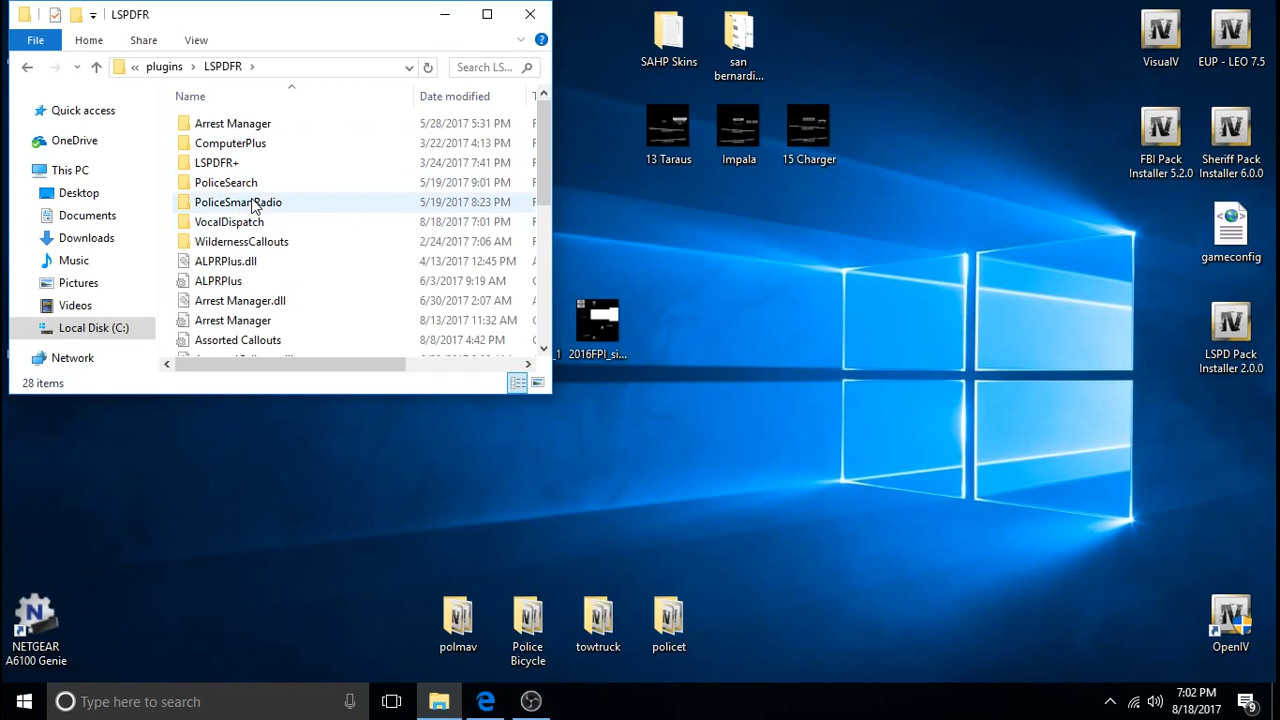 LSPDFR
File Home Share View
plugins LSPDFR Search LS...
Name Date modified T
Quick access
OneDrive
This PC
Desktop
Documents
Downloads
Music
Pictures
Videos
Local Disk (C:)
Network
Arrest Manager 5/28/2017 5:31 PM
ComputerPlus 3/22/2017 4:13 PM
LSPDFR+ 3/24/2017 7:41 PM
PoliceSearch 5/19/2017 9:01 PM
PoliceSmartRadio 5/19/2017 8:23 PM
VocalDispatch 8/18/2017 7:01 PM
WildernessCallouts 2/24/2017 7:06 AM
ALPRPlus.dll 4/13/2017 12:45 PM
ALPRPlus 6/3/2017 9:19 AM
Arrest Manager.dll 6/30/2017 2:07 AM
Arrest Manager 8/13/2017 11:32 AM
Assorted Callouts 8/8/2017 4:42 PM
28 items
SAHP Skins
san
bernardi...
13 Taraus
Impala
15 Charger
_1
2016FPI_si...
VisualV
EUP - LEO 7.5
FBI Pack
Installer 5.2.0
Sheriff Pack
Installer 6.0.0
gameconfig
LSPD Pack
Installer 2.0.0
NETGEAR
A6100 Genie
polmav
Police
Bicycle
towtruck
policet
OpenIV
Type here to search
7:02 PM
8/18/2017
9